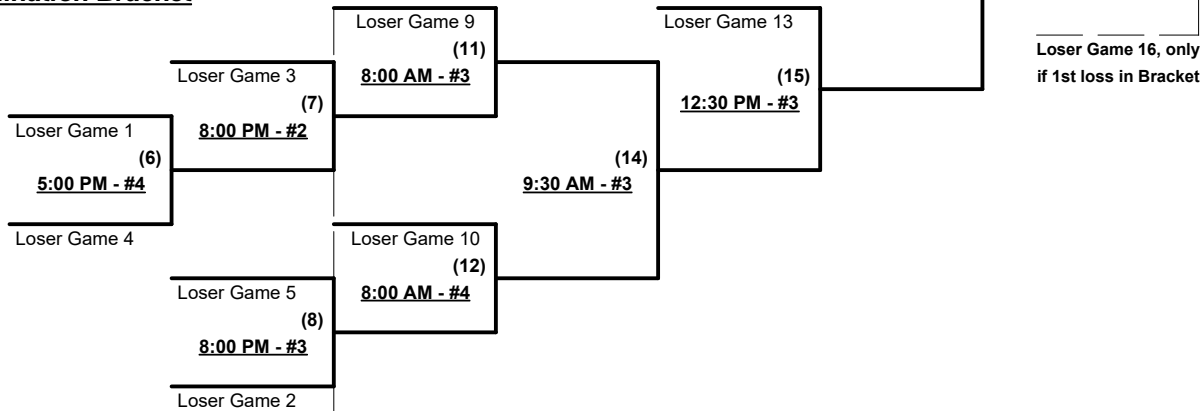 Bracket
Loser Game 9
Loser Game 13
(11)
8:00 AM - #3
Loser Game 16, only
if 1st loss in Bracket
Loser Game 3
(7)
8:00 PM - #2
(15)
12:30 PM - #3
Loser Game 1
(6)
5:00 PM - #4
Loser Game 4
(14)
9:30 AM - #3
Loser Game 10
(12)
8:00 AM - #4
Loser Game 5
(8)
8:00 PM - #3
Loser Game 2